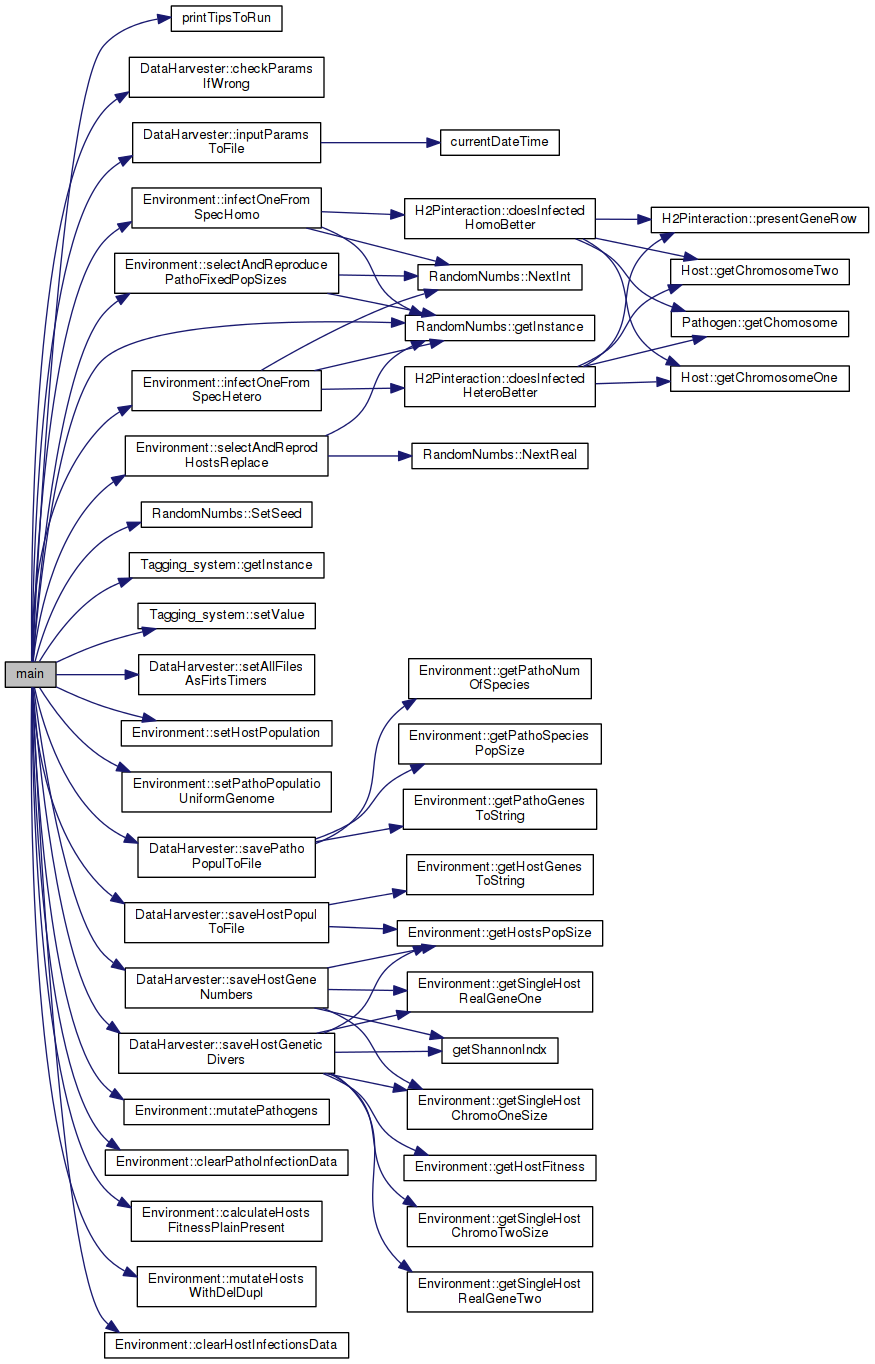 printTipsToRun
DataHarvester::checkParams
IfWrong
DataHarvester::inputParams
ToFile
currentDateTime
Environment::infectOneFrom
SpecHomo
H2Pinteraction::doesInfected
HomoBetter
H2Pinteraction::presentGeneRow
Environment::selectAndReproduce
PathoFixedPopSizes
RandomNumbs::NextInt
Host::getChromosomeTwo
RandomNumbs::getInstance
Pathogen::getChomosome
Environment::infectOneFrom
SpecHetero
H2Pinteraction::doesInfected
HeteroBetter
Host::getChromosomeOne
Environment::selectAndReprod
HostsReplace
RandomNumbs::NextReal
RandomNumbs::SetSeed
Tagging_system::getInstance
Tagging_system::setValue
main
DataHarvester::setAllFiles
AsFirtsTimers
Environment::getPathoNum
OfSpecies
Environment::setHostPopulation
Environment::getPathoSpecies
PopSize
Environment::setPathoPopulatio
UniformGenome
Environment::getPathoGenes
ToString
DataHarvester::savePatho
PopulToFile
Environment::getHostGenes
ToString
DataHarvester::saveHostPopul
ToFile
Environment::getHostsPopSize
DataHarvester::saveHostGene
Numbers
Environment::getSingleHost
RealGeneOne
DataHarvester::saveHostGenetic
Divers
getShannonIndx
Environment::mutatePathogens
Environment::getSingleHost
ChromoOneSize
Environment::clearPathoInfectionData
Environment::getHostFitness
Environment::calculateHosts
FitnessPlainPresent
Environment::getSingleHost
ChromoTwoSize
Environment::mutateHosts
WithDelDupl
Environment::getSingleHost
RealGeneTwo
Environment::clearHostInfectionsData